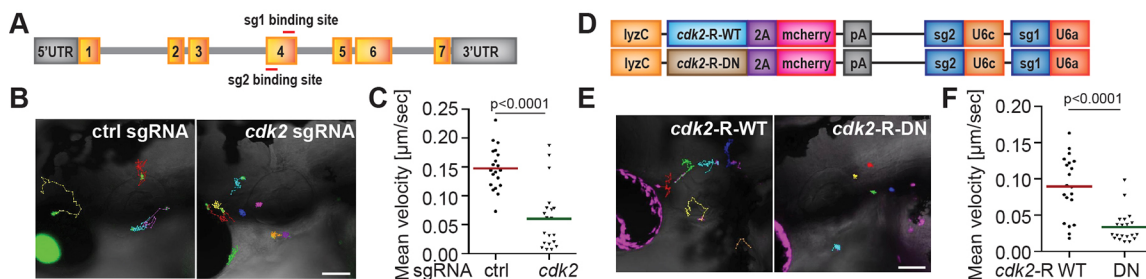 A
sg1 binding site
5'UTR 1 2 3 4 5 6 7 3'UTR
sg2 binding site
B
ctrl sgRNA
cdk2 sgRNA
C
p<0.0001
Mean velocity [µm/sec]
0.25
0.20
0.15
0.10
0.05
0.00
sgRNA ctrl cdk2
D
lyzC cdk2-R-WT 2A mcherry pA sg2 U6c sg1 U6a
lyzC cdk2-R-DN 2A mcherry pA sg2 U6c sg1 U6a
E
cdk2-R-WT
cdk2-R-DN
F
p<0.0001
Mean velocity [µm/sec]
0.20
0.15
0.10
0.05
0.00
cdk2-R WT DN